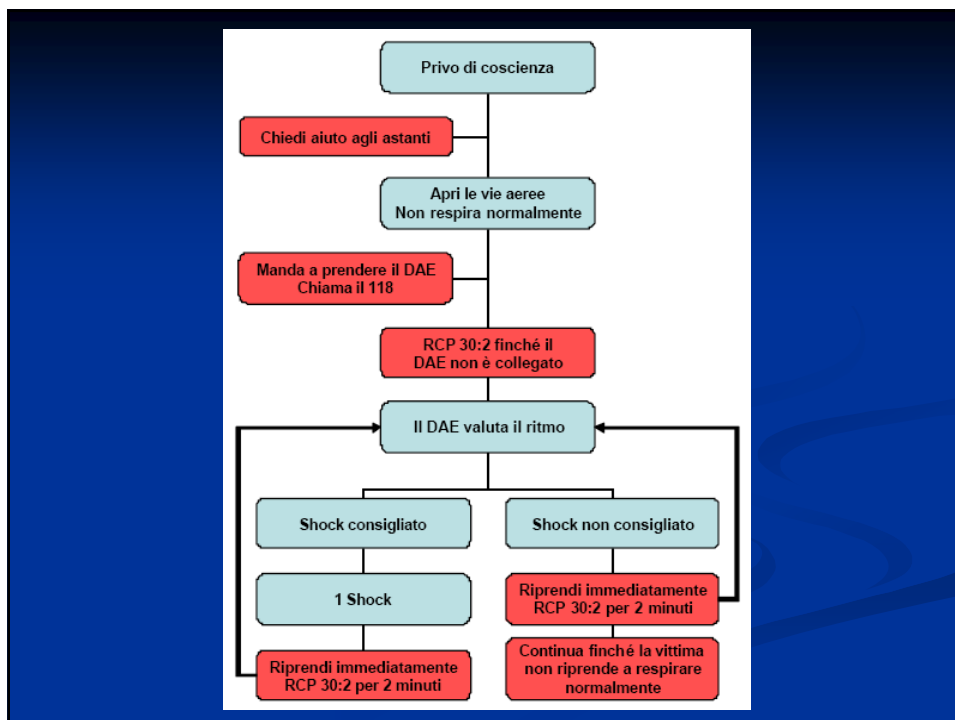 Privo di coscienza
Chiedi aiuto agli astanti
Apri le vie aeree
Non respira normalmente
Manda a prendere il DAE
Chiama il 118
RCP 30:2 finché il
DAE non è collegato
Il DAE valuta il ritmo
Shock consigliato
Shock non consigliato
1 Shock
Riprendi immediatamente
RCP 30:2 per 2 minuti
Riprendi immediatamente
RCP 30:2 per 2 minuti
Continua finché la vittima
non riprende a respirare
normalmente